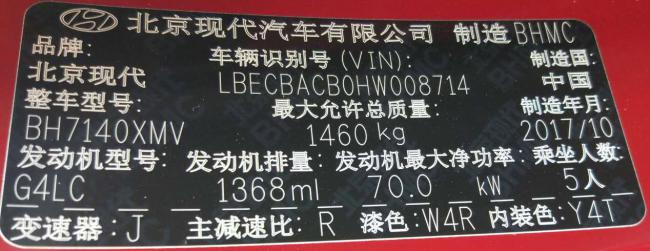 北京现代汽车有限公司 制造 BHMC
品牌: 车辆识别号(VIN): 制造国:
北京现代 LBECBACB0HW008714 中国
整车型号: 最大允许总质量: 制造年月:
BH7140XMV 1460kg 2017/10
发动机型号: 发动机排量: 发动机最大净功率: 乘坐人数:
G4LC 1368ml 70.0 kW 5人
变速器: J 主减速比: R 漆色: W4R 内装色: Y4T